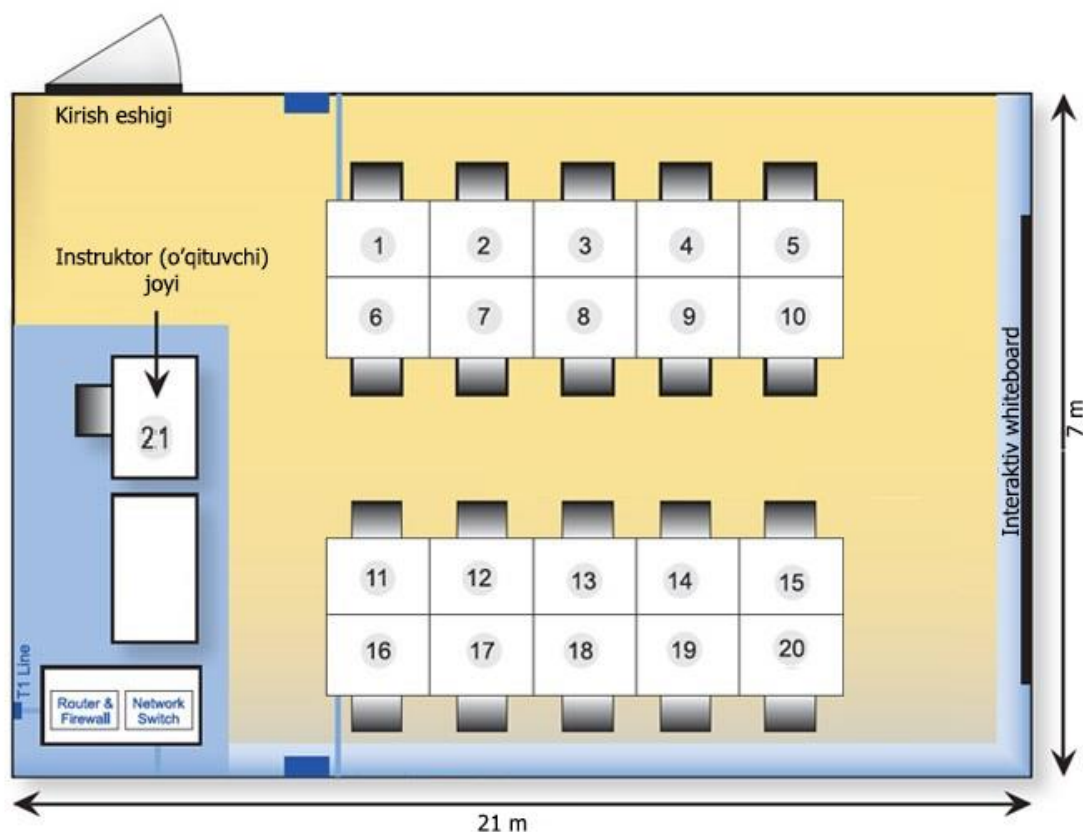 Kirish eshigi
Instruktor (o'qituvchi)
joyi
1
2
3
4
5
6
7
8
9
10
21
11
12
13
14
15
16
17
18
19
20
T1 Line
Router &
Firewall
Network
Switch
Interaktiv whiteboard
7 m
21 m